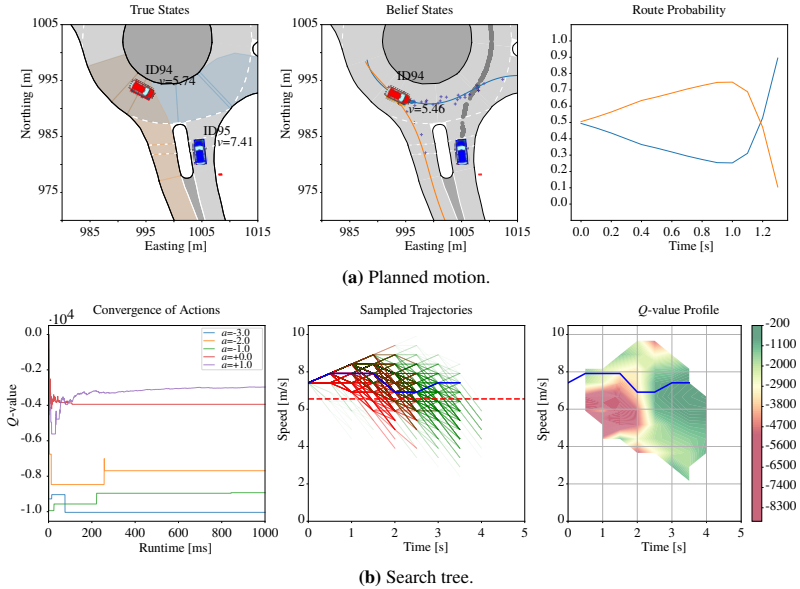 True States
Belief States
Route Probability
1005
995
985
975
Northing [m]
985
995
1005
1015
Easting [m]
ID94
v=5.74
ID95
v=7.41
1005
995
985
975
Northing [m]
985
995
1005
1015
Easting [m]
ID94
v=5.46
1.0
0.9
0.8
0.7
0.6
0.5
0.4
0.3
0.2
0.1
0.0
0.0
0.2
0.4
0.6
0.8
1.0
1.2
Time [s]
(a) Planned motion.
Convergence of Actions
Sampled Trajectories
Q-value Profile
·10⁴
0.0
-0.2
-0.4
-0.6
-0.8
-1.0
Q-value
a=-3.0
a=-2.0
a=-1.0
a=+0.0
a=+1.0
0
200
400
600
800
1000
Runtime [ms]
10
8
6
4
2
0
Speed [m/s]
0
1
2
3
4
5
Time [s]
10
8
6
4
2
0
Speed [m/s]
0
1
2
3
4
5
Time [s]
-200
-1100
-2000
-2900
-3800
-4700
-5600
-6500
-7400
-8300
(b) Search tree.